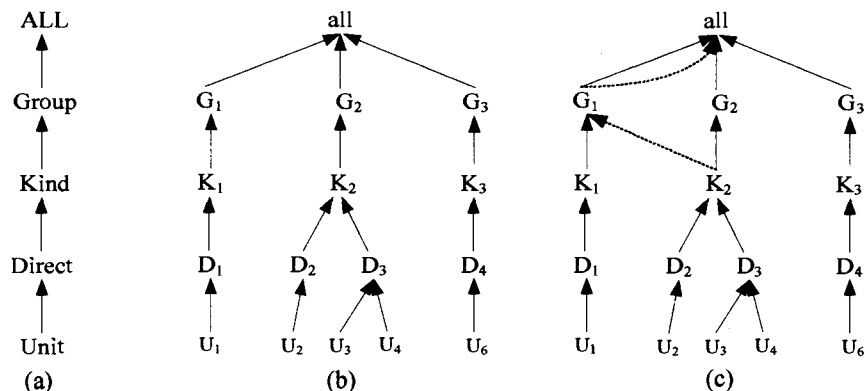 ALL all all
Group G₁ G₂ G₃ G₁ G₂ G₃
Kind K₁ K₂ K₃ K₁ K₂ K₃
Direct D₁ D₂ D₃ D₄ D₁ D₂ D₃ D₄
Unit U₁ U₂ U₃ U₄ U₆ U₁ U₂ U₃ U₄ U₆
(a) (b) (c)